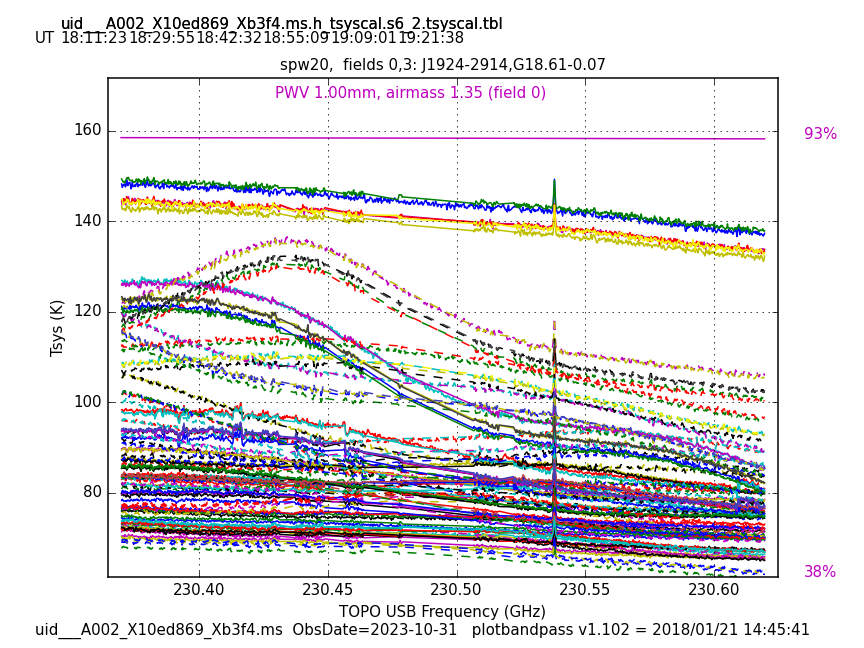 uid___A002_X10ed869_Xb3f4.ms.h_tsyscal.s6_2.tsyscal.tbl
UT 18:11:23 18:29:55 18:42:32 18:55:09 19:09:01 19:21:38
spw20, fields 0,3: J1924-2914,G18.61-0.07
PWV 1.00mm, airmass 1.35 (field 0)
93%
160
140
120
100
80
Tsys (K)
38%
230.40 230.45 230.50 230.55 230.60
TOPO USB Frequency (GHz)
uid___A002_X10ed869_Xb3f4.ms ObsDate=2023-10-31 plotbandpass v1.102 = 2018/01/21 14:45:41